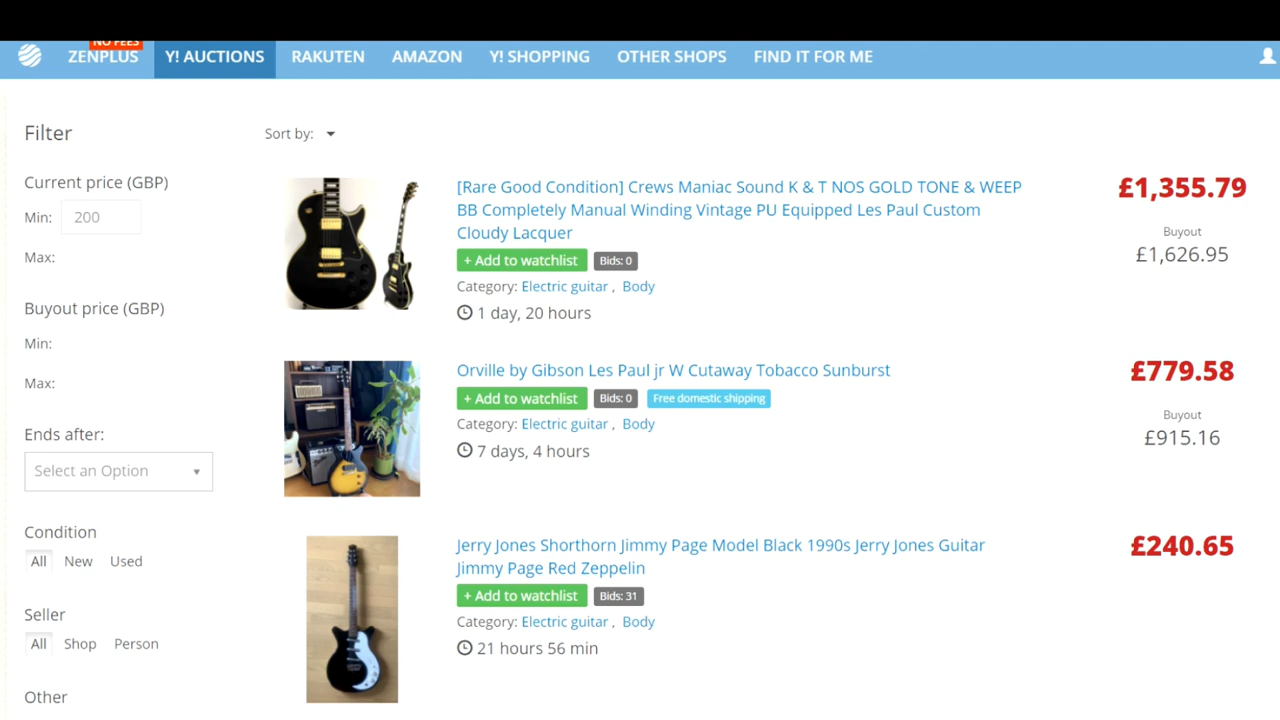 NO FEES
ZENPLUS Y! AUCTIONS RAKUTEN AMAZON Y! SHOPPING OTHER SHOPS FIND IT FOR ME
Filter
Sort by:
Current price (GBP)
Min: 200
Max:
Buyout price (GBP)
Min:
Max:
Ends after:
Select an Option
Condition
All New Used
Seller
All Shop Person
Other
[Rare Good Condition] Crews Maniac Sound K & T NOS GOLD TONE & WEEP
BB Completely Manual Winding Vintage PU Equipped Les Paul Custom
Cloudy Lacquer
+ Add to watchlist Bids: 0
Category: Electric guitar , Body
1 day, 20 hours
£1,355.79
Buyout
£1,626.95
Orville by Gibson Les Paul jr W Cutaway Tobacco Sunburst
+ Add to watchlist Bids: 0 Free domestic shipping
Category: Electric guitar , Body
7 days, 4 hours
£779.58
Buyout
£915.16
Jerry Jones Shorthorn Jimmy Page Model Black 1990s Jerry Jones Guitar
Jimmy Page Red Zeppelin
+ Add to watchlist Bids: 31
Category: Electric guitar , Body
21 hours 56 min
£240.65